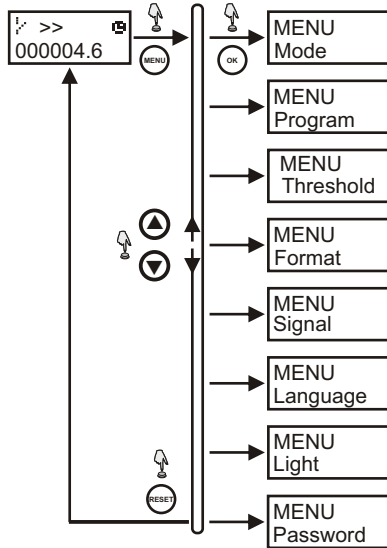 >>
000004.6
MENU
OK
MENU
Mode
MENU
Program
MENU
Threshold
MENU
Format
MENU
Signal
MENU
Language
MENU
Light
RESET
MENU
Password